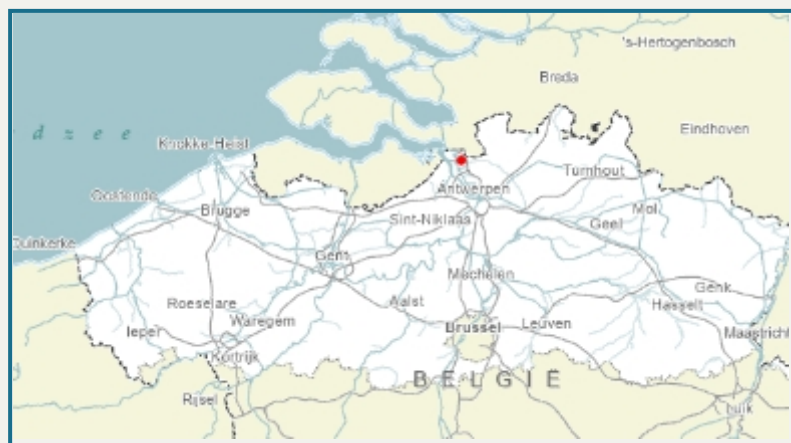 's-Hertogenbosch
Breda
d z e e
Eindhoven
Knokke-Heist
Turnhout
Antwerpen
Oostende
Brugge
Mol
Sint-Niklaas
Geel
Duinkerke
Gent
Mechelen
Genk
Roeselare
Aalst
Hasselt
Waregem
Brussel
Leuven
Ieper
Maastricht
Kortrijk
BELGIË
Rijsel
Luik